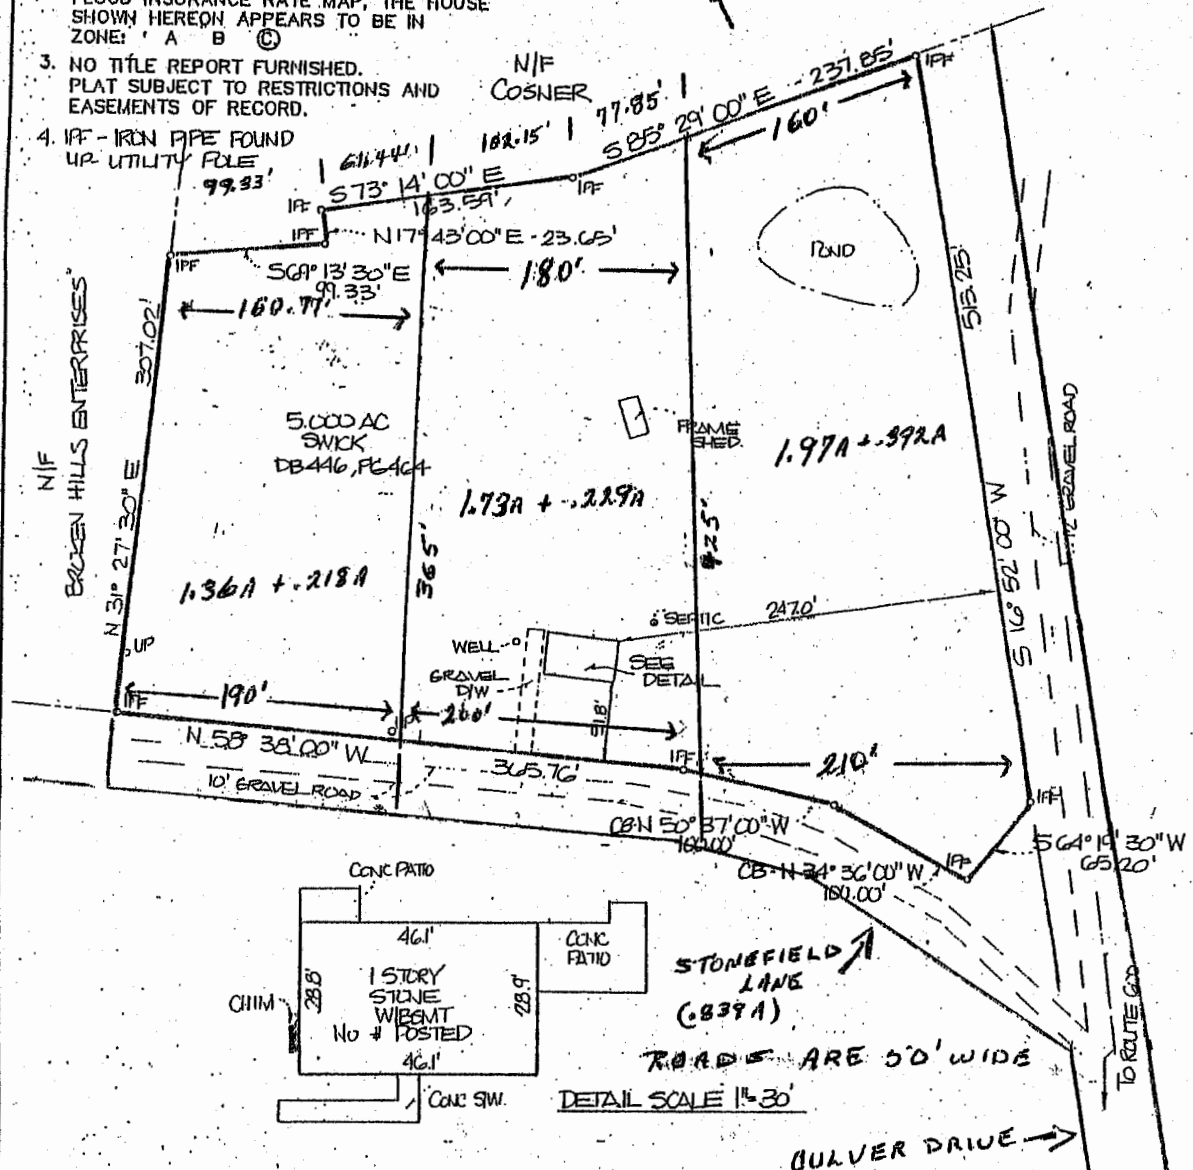 FLOOD INSURANCE RATE MAP, THE HOUSE
SHOWN HEREON APPEARS TO BE IN
ZONE: A B C
3. NO TITLE REPORT FURNISHED.
PLAT SUBJECT TO RESTRICTIONS AND
EASEMENTS OF RECORD.
4. IPF - IRON PIPE FOUND
UP - UTILITY POLE
N/F
COSNER
99.33'
61.44'
102.15'
77.85'
S 85° 29' 00" E - 237.85'
160'
IPF
S 73° 14' 00" E
163.59'
IPF
IPF
IPF
N 17° 43' 00" E - 23.65'
IPF
S 69° 13' 30" E
99.33'
160.77'
180'
POND
513.25'
307.02'
N 31° 27' 30" E
N/F
BROKEN HILLS ENTERPRISES
5.000 AC
SWICK
DB446, PG464
FRAME
SHED
1.97A + .392A
1.73A + .229A
1.36A + .218A
365'
425'
12' GRAVEL ROAD
S 16° 52' 00" W
SEPTIC
247.0'
UP
WELL
GRAVEL
D/W
SEE
DETAIL
51.8'
IPF
190'
200'
210'
N 58° 38' 00" W
365.76'
IPF
IPF
10' GRAVEL ROAD
CB-N 50° 37' 00" W
100.00'
CB-N 34° 36' 00" W
100.00'
IPF
S 64° 19' 30" W
65.20'
CONC PATIO
46.1'
CONC
PATIO
28.8'
1 STORY
STONE
W/BSMT
No # POSTED
28.9'
CHIM
46.1'
CONC S/W.
DETAIL SCALE 1"=30'
STONEFIELD
LANE
(.839A)
ROADS ARE 50' WIDE
TO ROUTE 600
CULVER DRIVE